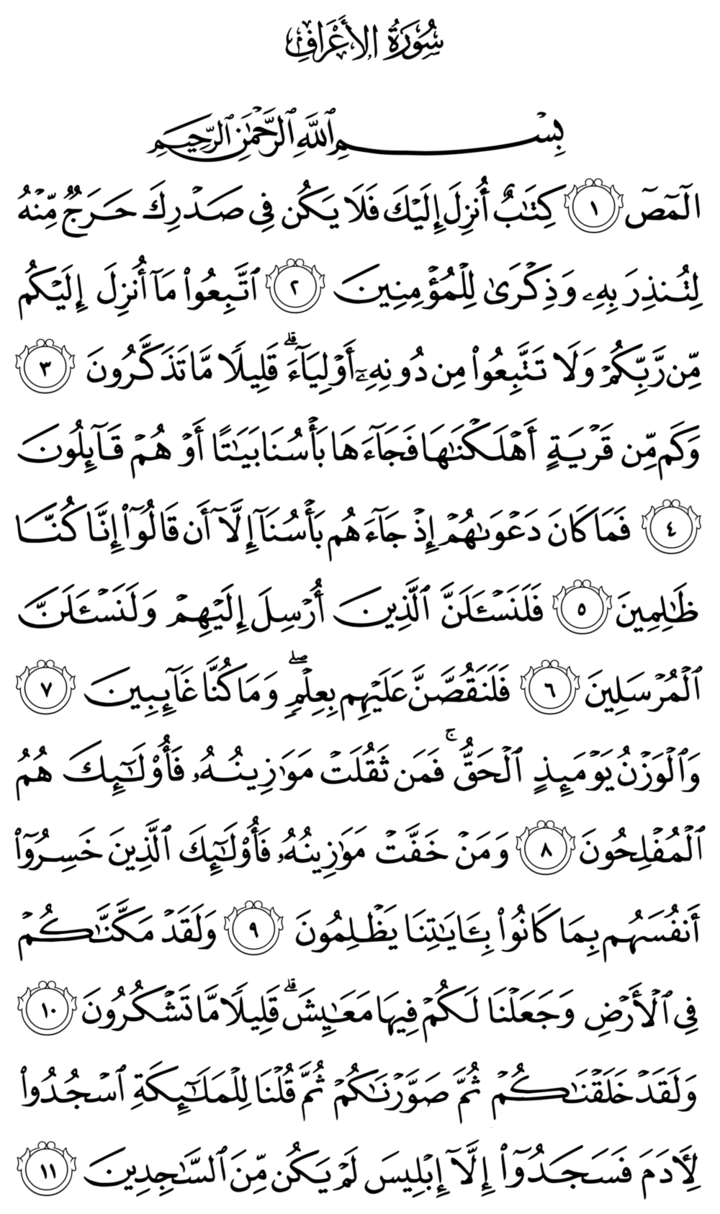 سُورَةُ الأَعْرَافِ
بِسْمِ ٱللَّهِ ٱلرَّحْمَٰنِ ٱلرَّحِيمِ
الٓمٓصٓ ١ كِتَٰبٌ أُنزِلَ إِلَيْكَ فَلَا يَكُن فِى صَدْرِكَ حَرَجٌ مِّنْهُ
لِتُنذِرَ بِهِۦ وَذِكْرَىٰ لِلْمُؤْمِنِينَ ٢ ٱتَّبِعُوا۟ مَآ أُنزِلَ إِلَيْكُم
مِّن رَّبِّكُمْ وَلَا تَتَّبِعُوا۟ مِن دُونِهِۦٓ أَوْلِيَآءَ ۗ قَلِيلًا مَّا تَذَكَّرُونَ ٣
وَكَم مِّن قَرْيَةٍ أَهْلَكْنَٰهَا فَجَآءَهَا بَأْسُنَا بَيَٰتًا أَوْ هُمْ قَآئِلُونَ
٤ فَمَا كَانَ دَعْوَىٰهُمْ إِذْ جَآءَهُم بَأْسُنَآ إِلَّآ أَن قَالُوٓا۟ إِنَّا كُنَّا
ظَٰلِمِينَ ٥ فَلَنَسْـَٔلَنَّ ٱلَّذِينَ أُرْسِلَ إِلَيْهِمْ وَلَنَسْـَٔلَنَّ
ٱلْمُرْسَلِينَ ٦ فَلَنَقُصَّنَّ عَلَيْهِم بِعِلْمٍ ۖ وَمَا كُنَّا غَآئِبِينَ ٧
وَٱلْوَزْنُ يَوْمَئِذٍ ٱلْحَقُّ ۚ فَمَن ثَقُلَتْ مَوَٰزِينُهُۥ فَأُو۟لَٰٓئِكَ هُمُ
ٱلْمُفْلِحُونَ ٨ وَمَنْ خَفَّتْ مَوَٰزِينُهُۥ فَأُو۟لَٰٓئِكَ ٱلَّذِينَ خَسِرُوٓا۟
أَنفُسَهُم بِمَا كَانُوا۟ بِـَٔايَٰتِنَا يَظْلِمُونَ ٩ وَلَقَدْ مَكَّنَّٰكُمْ
فِى ٱلْأَرْضِ وَجَعَلْنَا لَكُمْ فِيهَا مَعَٰيِشَ ۗ قَلِيلًا مَّا تَشْكُرُونَ ١٠
وَلَقَدْ خَلَقْنَٰكُمْ ثُمَّ صَوَّرْنَٰكُمْ ثُمَّ قُلْنَا لِلْمَلَٰٓئِكَةِ ٱسْجُدُوا۟
لِـَٔادَمَ فَسَجَدُوٓا۟ إِلَّآ إِبْلِيسَ لَمْ يَكُن مِّنَ ٱلسَّٰجِدِينَ ١١